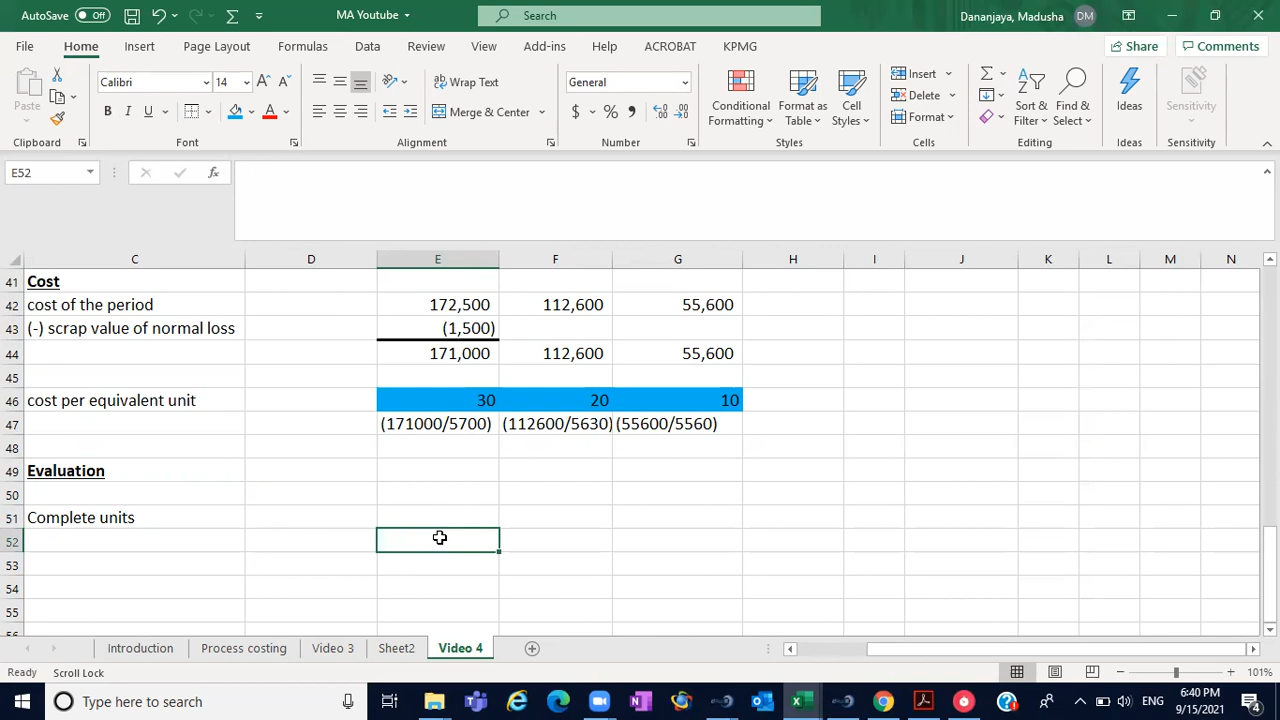 AutoSave Off MA Youtube Search Dananjaya, Madusha DM
File Home Insert Page Layout Formulas Data Review View Add-ins Help ACROBAT KPMG Share Comments
Paste Calibri 14 A A Wrap Text General Conditional Formatting Format as Table Cell Styles Insert Sort & Filter Find & Select Ideas Sensitivity
B I U A Merge & Center $ % Delete
Format
Clipboard Font Alignment Number Styles Cells Editing Ideas Sensitivity
E52 fx
C D E F G H I J K L M N
41 Cost
42 cost of the period 172,500 112,600 55,600
43 (-) scrap value of normal loss (1,500)
44 171,000 112,600 55,600
45
46 cost per equivalent unit 30 20 10
47 (171000/5700) (112600/5630) (55600/5560)
48
49 Evaluation
50
51 Complete units
52
53
54
55
Introduction Process costing Video 3 Sheet2 Video 4
Ready Scroll Lock 101%
Type here to search ENG 6:40 PM
9/15/2021 4